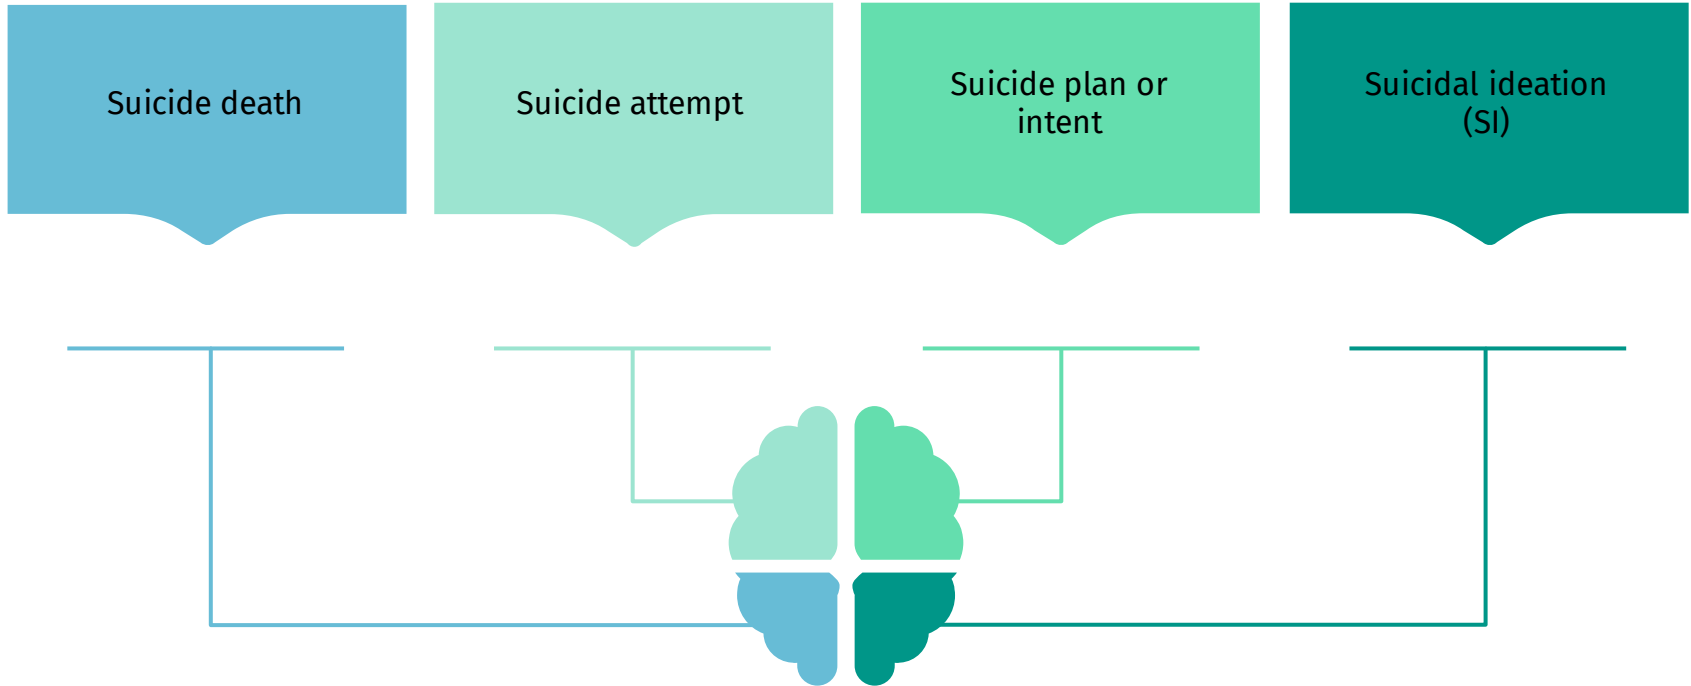 Suicide death
Suicide attempt
Suicide plan or
intent
Suicidal ideation
(SI)